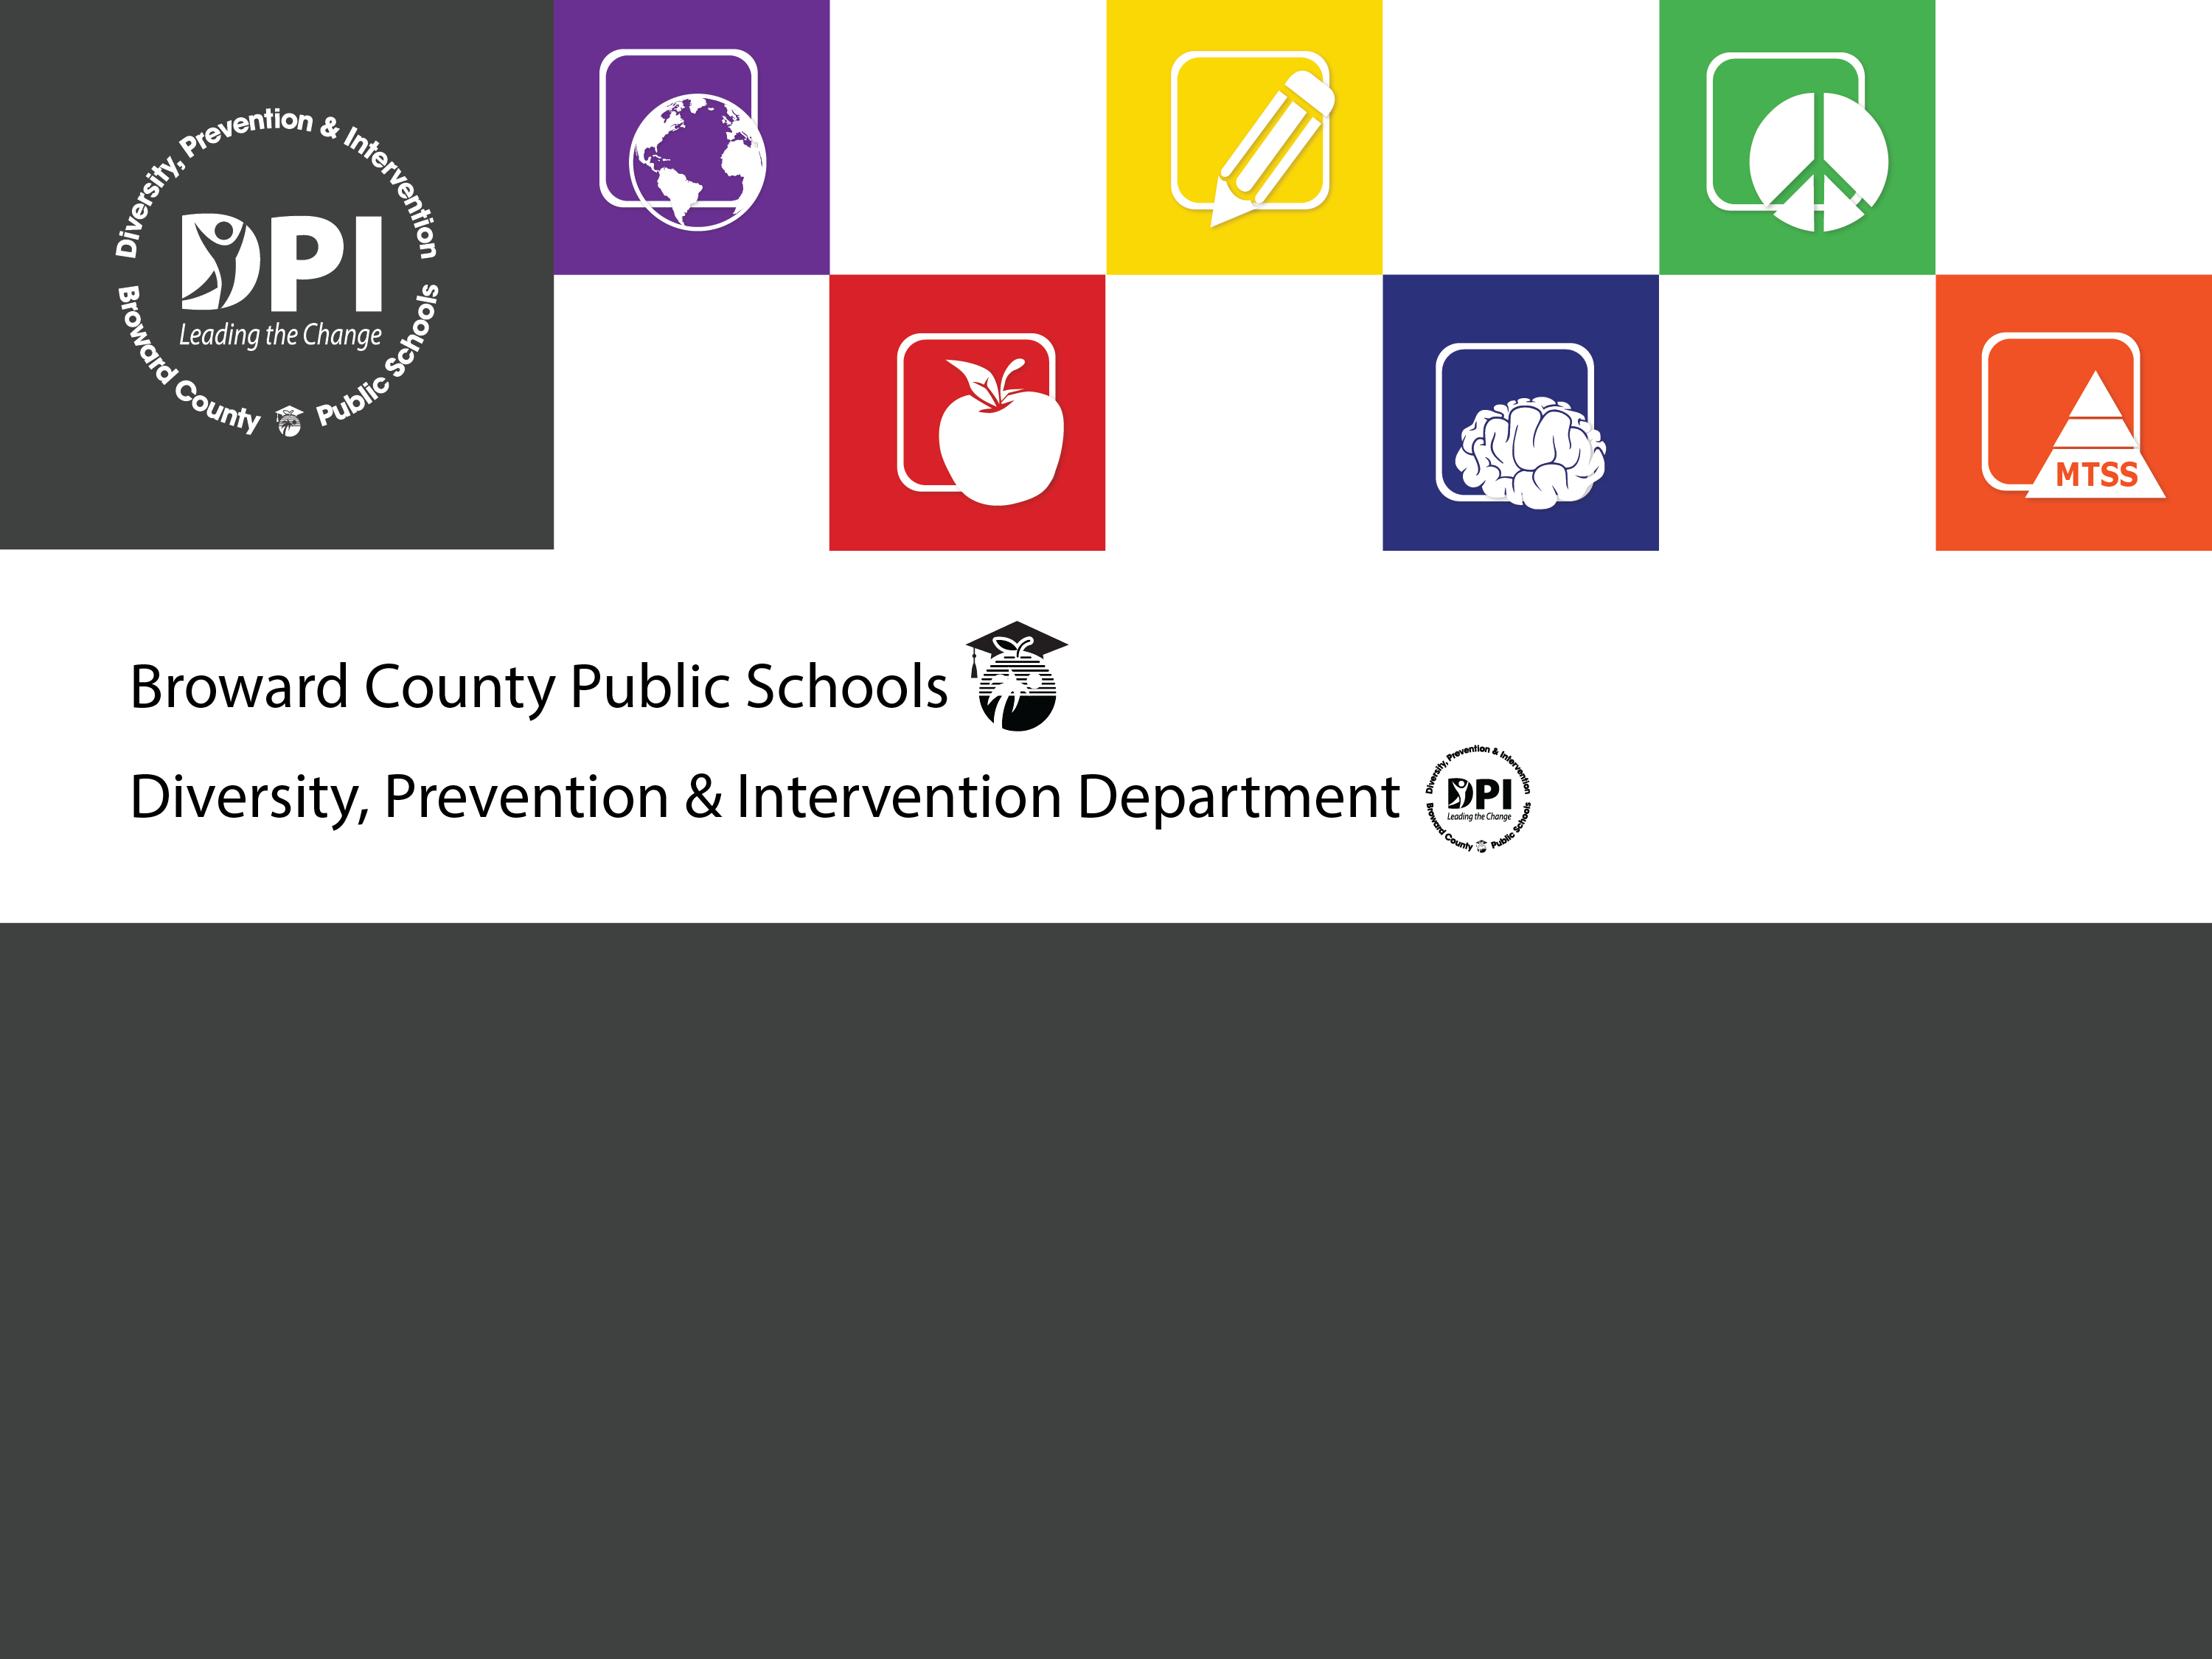 Diversity, Prevention & Intervention
DPI
Leading the Change
Broward County Public Schools
MTSS
Broward County Public Schools
Diversity, Prevention & Intervention Department
Diversity, Prevention & Intervention
DPI
Leading the Change
Broward County Public Schools